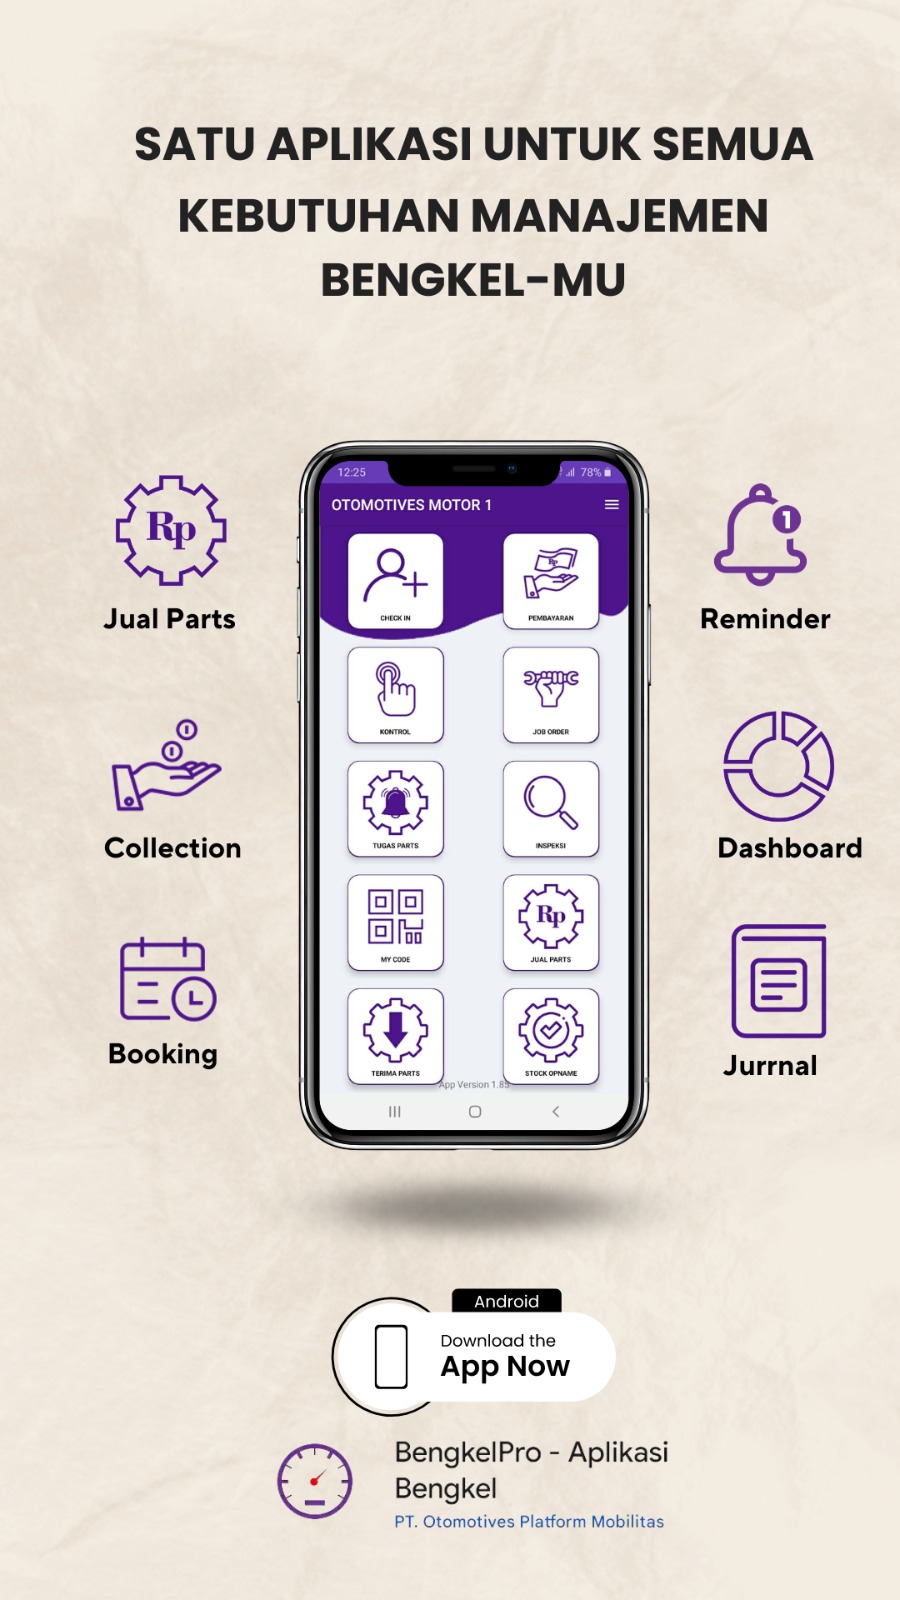 SATU APLIKASI UNTUK SEMUA
KEBUTUHAN MANAJEMEN
BENGKEL-MU
Rp
Jual Parts
Collection
Booking
12:25
78%
OTOMOTIVES MOTOR 1
CHECK IN
Rp
PEMBAYARAN
KONTROL
JOB ORDER
TUGAS PARTS
INSPEKSI
MY CODE
Rp
JUAL PARTS
TERIMA PARTS
STOCK OPNAME
App Version 1.85
1
Reminder
Dashboard
Jurrnal
Android
Download the
App Now
BengkelPro - Aplikasi
Bengkel
PT. Otomotives Platform Mobilitas